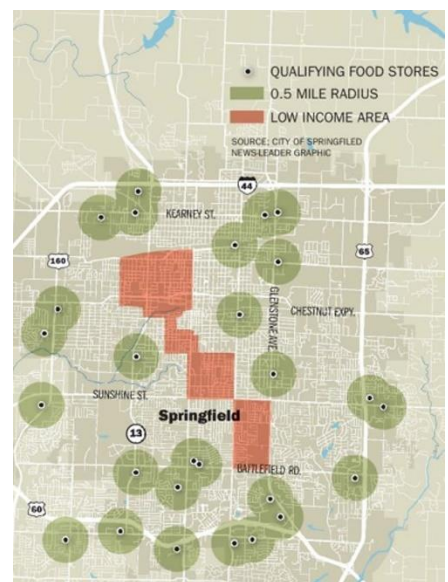 QUALIFYING FOOD STORES
0.5 MILE RADIUS
LOW INCOME AREA
SOURCE; CITY OF SPRINGFILED
NEWS-LEADER GRAPHIC
44
KEARNEY ST.
160
65
GLENSTONE AVE.
CHESTNUT EXPY.
SUNSHINE ST.
Springfield
13
BATTLEFIELD RD.
60